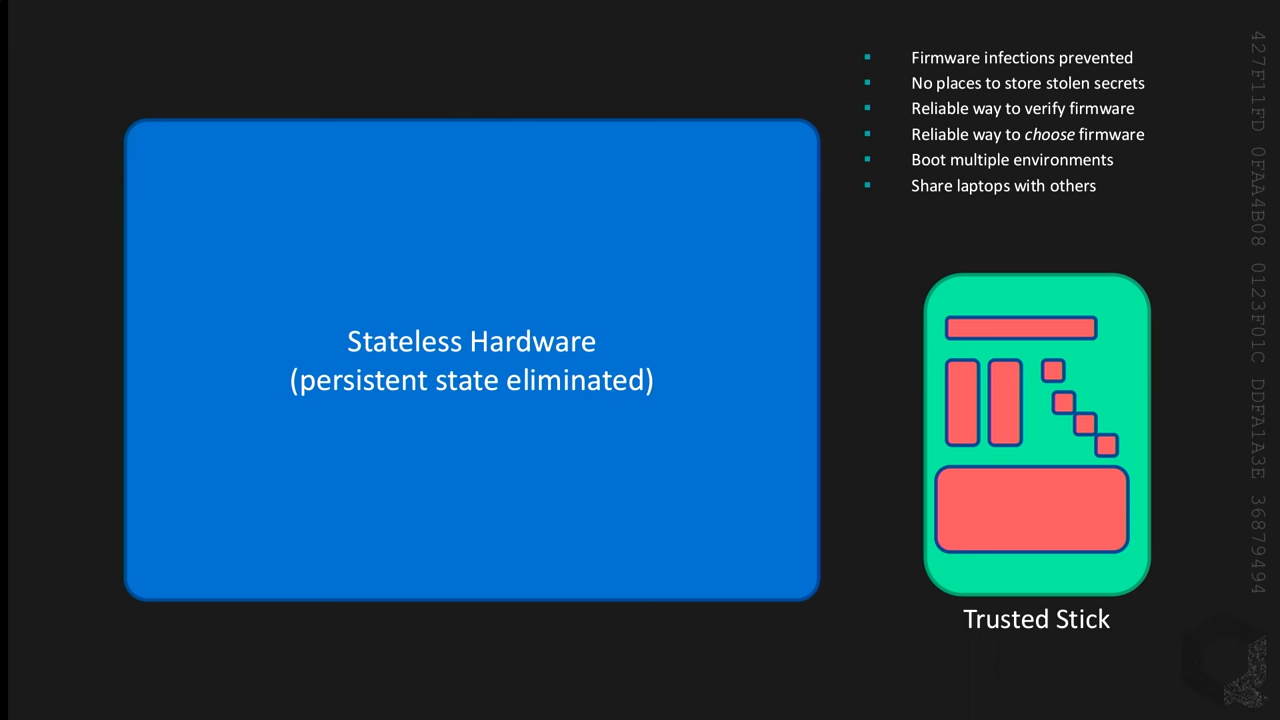 Firmware infections prevented
No places to store stolen secrets
Reliable way to verify firmware
Reliable way to choose firmware
Boot multiple environments
Share laptops with others
Stateless Hardware
(persistent state eliminated)
Trusted Stick
427F11FD 0FAA4B08 0123F01C DDFA1A3E 36879494